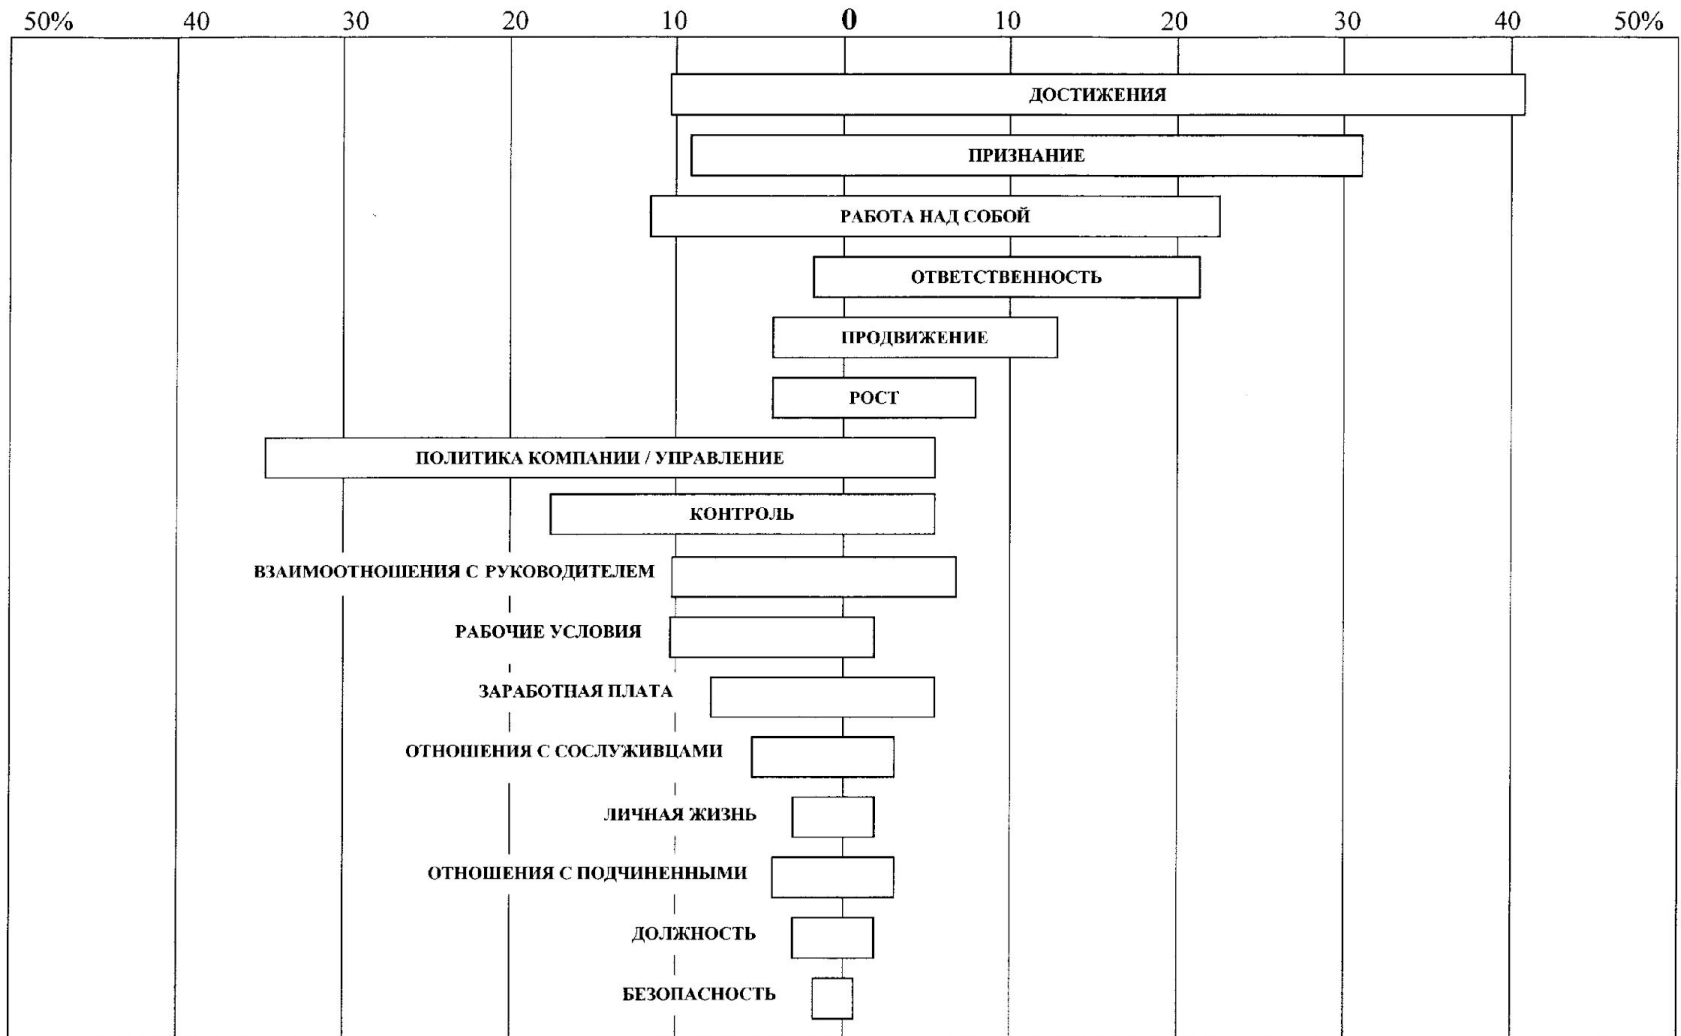 50% 40 30 20 10 0 10 20 30 40 50%
ДОСТИЖЕНИЯ
ПРИЗНАНИЕ
РАБОТА НАД СОБОЙ
ОТВЕТСТВЕННОСТЬ
ПРОДВИЖЕНИЕ
РОСТ
ПОЛИТИКА КОМПАНИИ / УПРАВЛЕНИЕ
КОНТРОЛЬ
ВЗАИМООТНОШЕНИЯ С РУКОВОДИТЕЛЕМ
РАБОЧИЕ УСЛОВИЯ
ЗАРАБОТНАЯ ПЛАТА
ОТНОШЕНИЯ С СОСЛУЖИВЦАМИ
ЛИЧНАЯ ЖИЗНЬ
ОТНОШЕНИЯ С ПОДЧИНЕННЫМИ
ДОЛЖНОСТЬ
БЕЗОПАСНОСТЬ